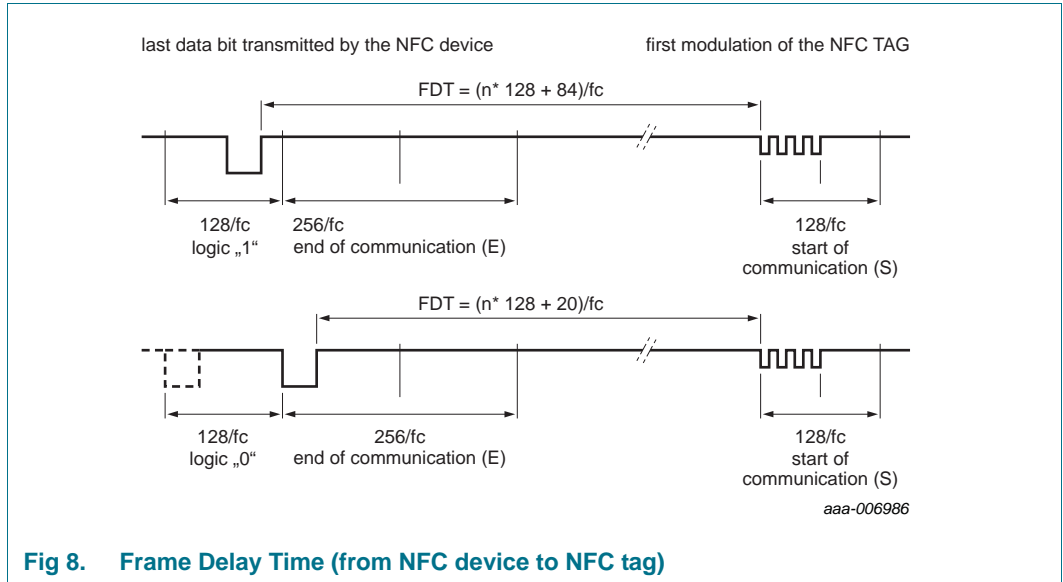 last data bit transmitted by the NFC device
first modulation of the NFC TAG
FDT = (n* 128 + 84)/fc
128/fc
logic „1“
256/fc
end of communication (E)
128/fc
start of
communication (S)
FDT = (n* 128 + 20)/fc
128/fc
logic „0“
256/fc
end of communication (E)
128/fc
start of
communication (S)
aaa-006986
Fig 8. Frame Delay Time (from NFC device to NFC tag)